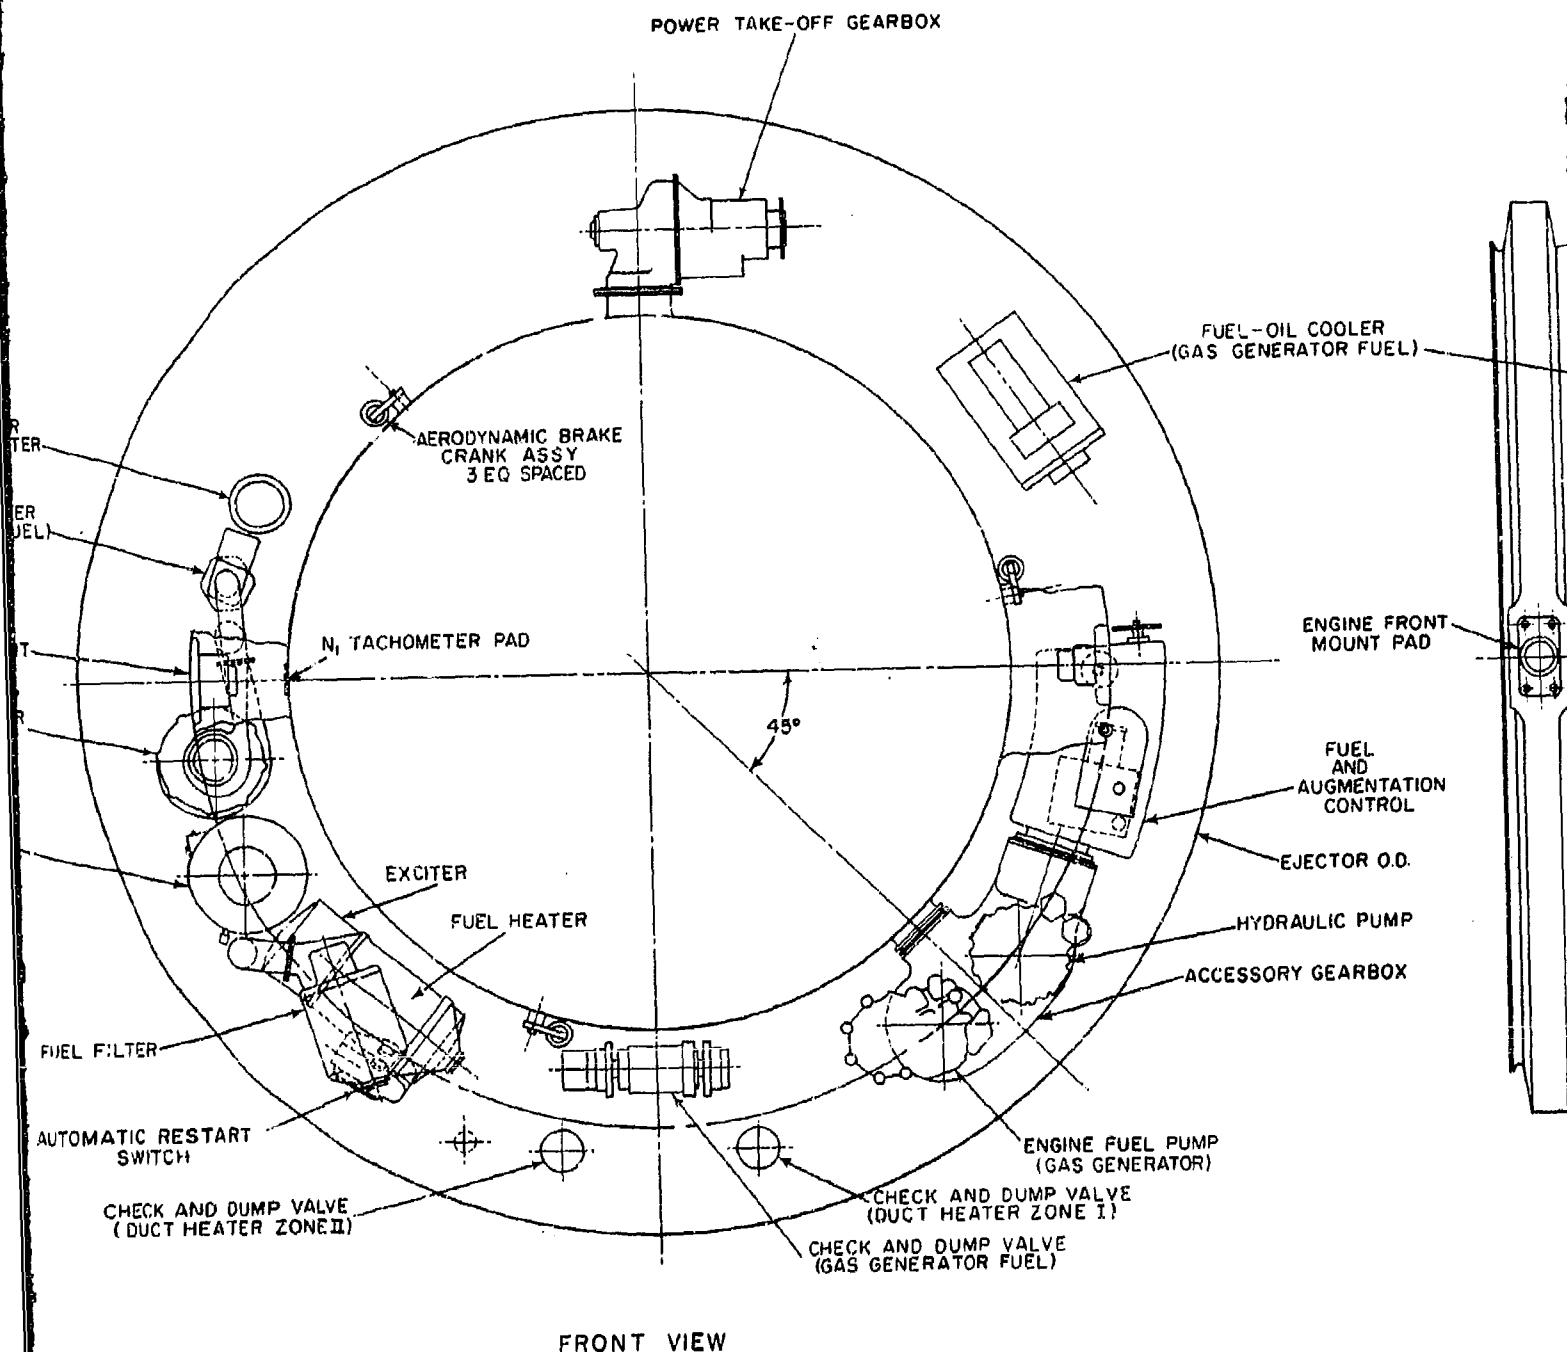 POWER TAKE-OFF GEARBOX
FUEL-OIL COOLER
(GAS GENERATOR FUEL)
AERODYNAMIC BRAKE
CRANK ASSY
3 EQ SPACED
R
TER
ER
UEL)
N₁ TACHOMETER PAD
T
R
ENGINE FRONT
MOUNT PAD
45°
FUEL
AND
AUGMENTATION
CONTROL
EJECTOR O.D.
EXCITER
FUEL HEATER
HYDRAULIC PUMP
ACCESSORY GEARBOX
FUEL FILTER
AUTOMATIC RESTART
SWITCH
ENGINE FUEL PUMP
(GAS GENERATOR)
CHECK AND DUMP VALVE
(DUCT HEATER ZONE II)
CHECK AND DUMP VALVE
(DUCT HEATER ZONE I)
CHECK AND DUMP VALVE
(GAS GENERATOR FUEL)
FRONT VIEW